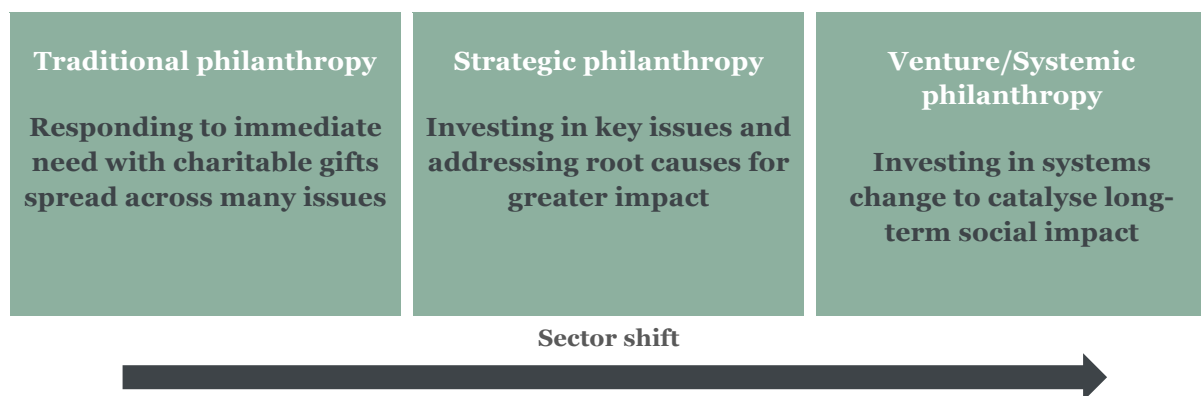 Traditional philanthropy
Responding to immediate
need with charitable gifts
spread across many issues
Strategic philanthropy
Investing in key issues and
addressing root causes for
greater impact
Venture/Systemic
philanthropy
Investing in systems
change to catalyse long-
term social impact
Sector shift